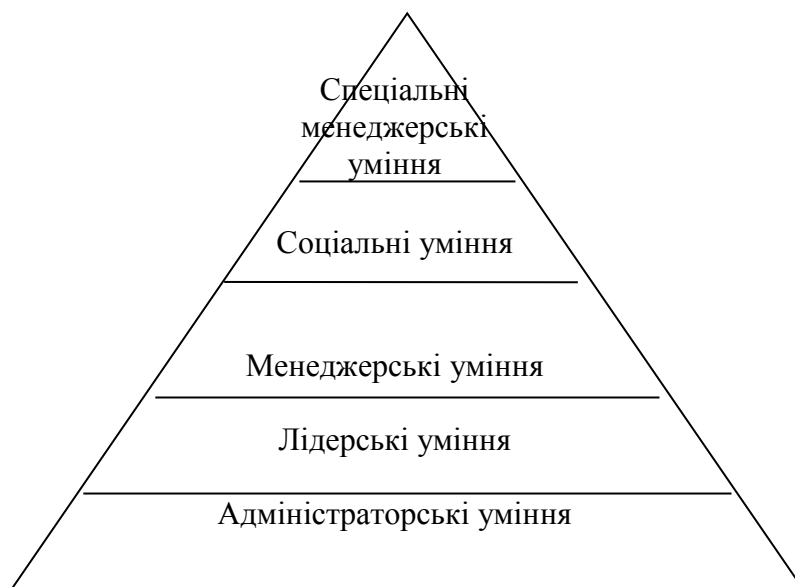 Спеціальні
менеджерські
уміння
Соціальні уміння
Менеджерські уміння
Лідерські уміння
Адміністраторські уміння